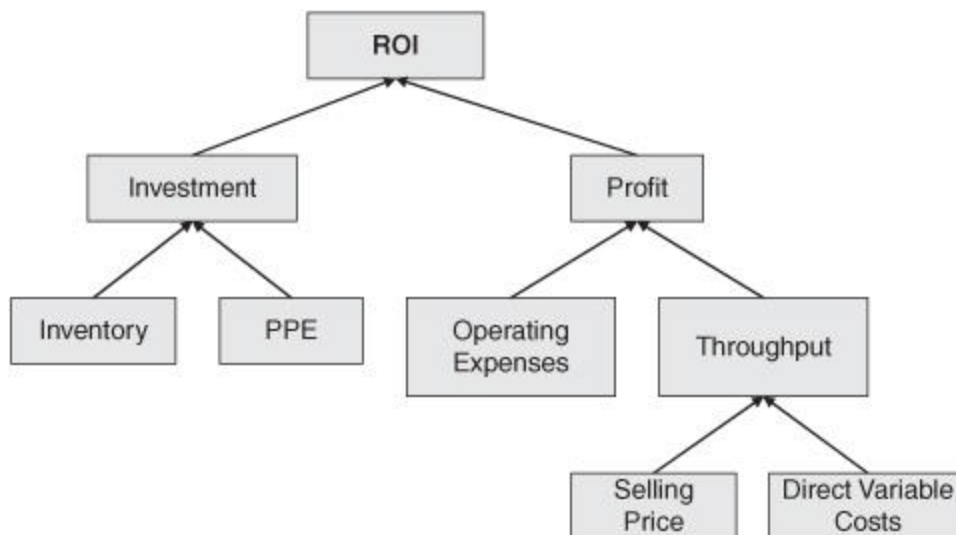 ROI
Investment
Profit
Inventory
PPE
Operating
Expenses
Throughput
Selling
Price
Direct Variable
Costs